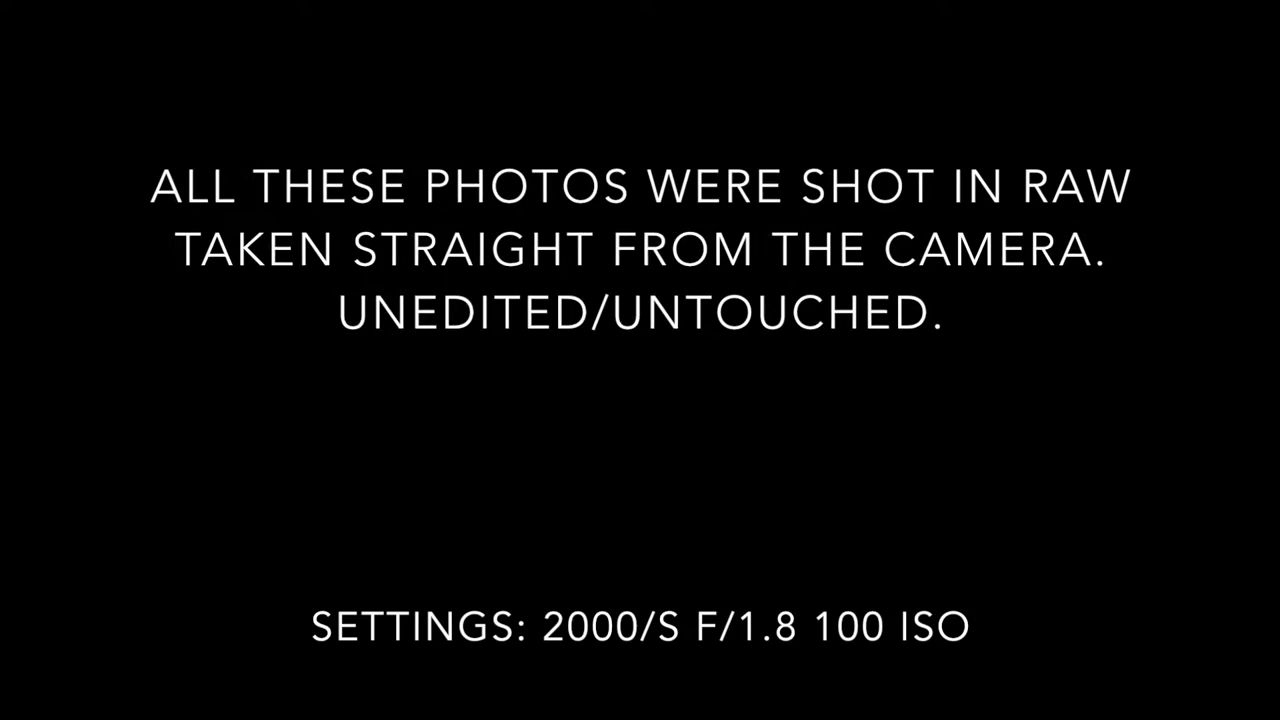 ALL THESE PHOTOS WERE SHOT IN RAW
TAKEN STRAIGHT FROM THE CAMERA.
UNEDITED/UNTOUCHED.
SETTINGS: 2000/S F/1.8 100 ISO